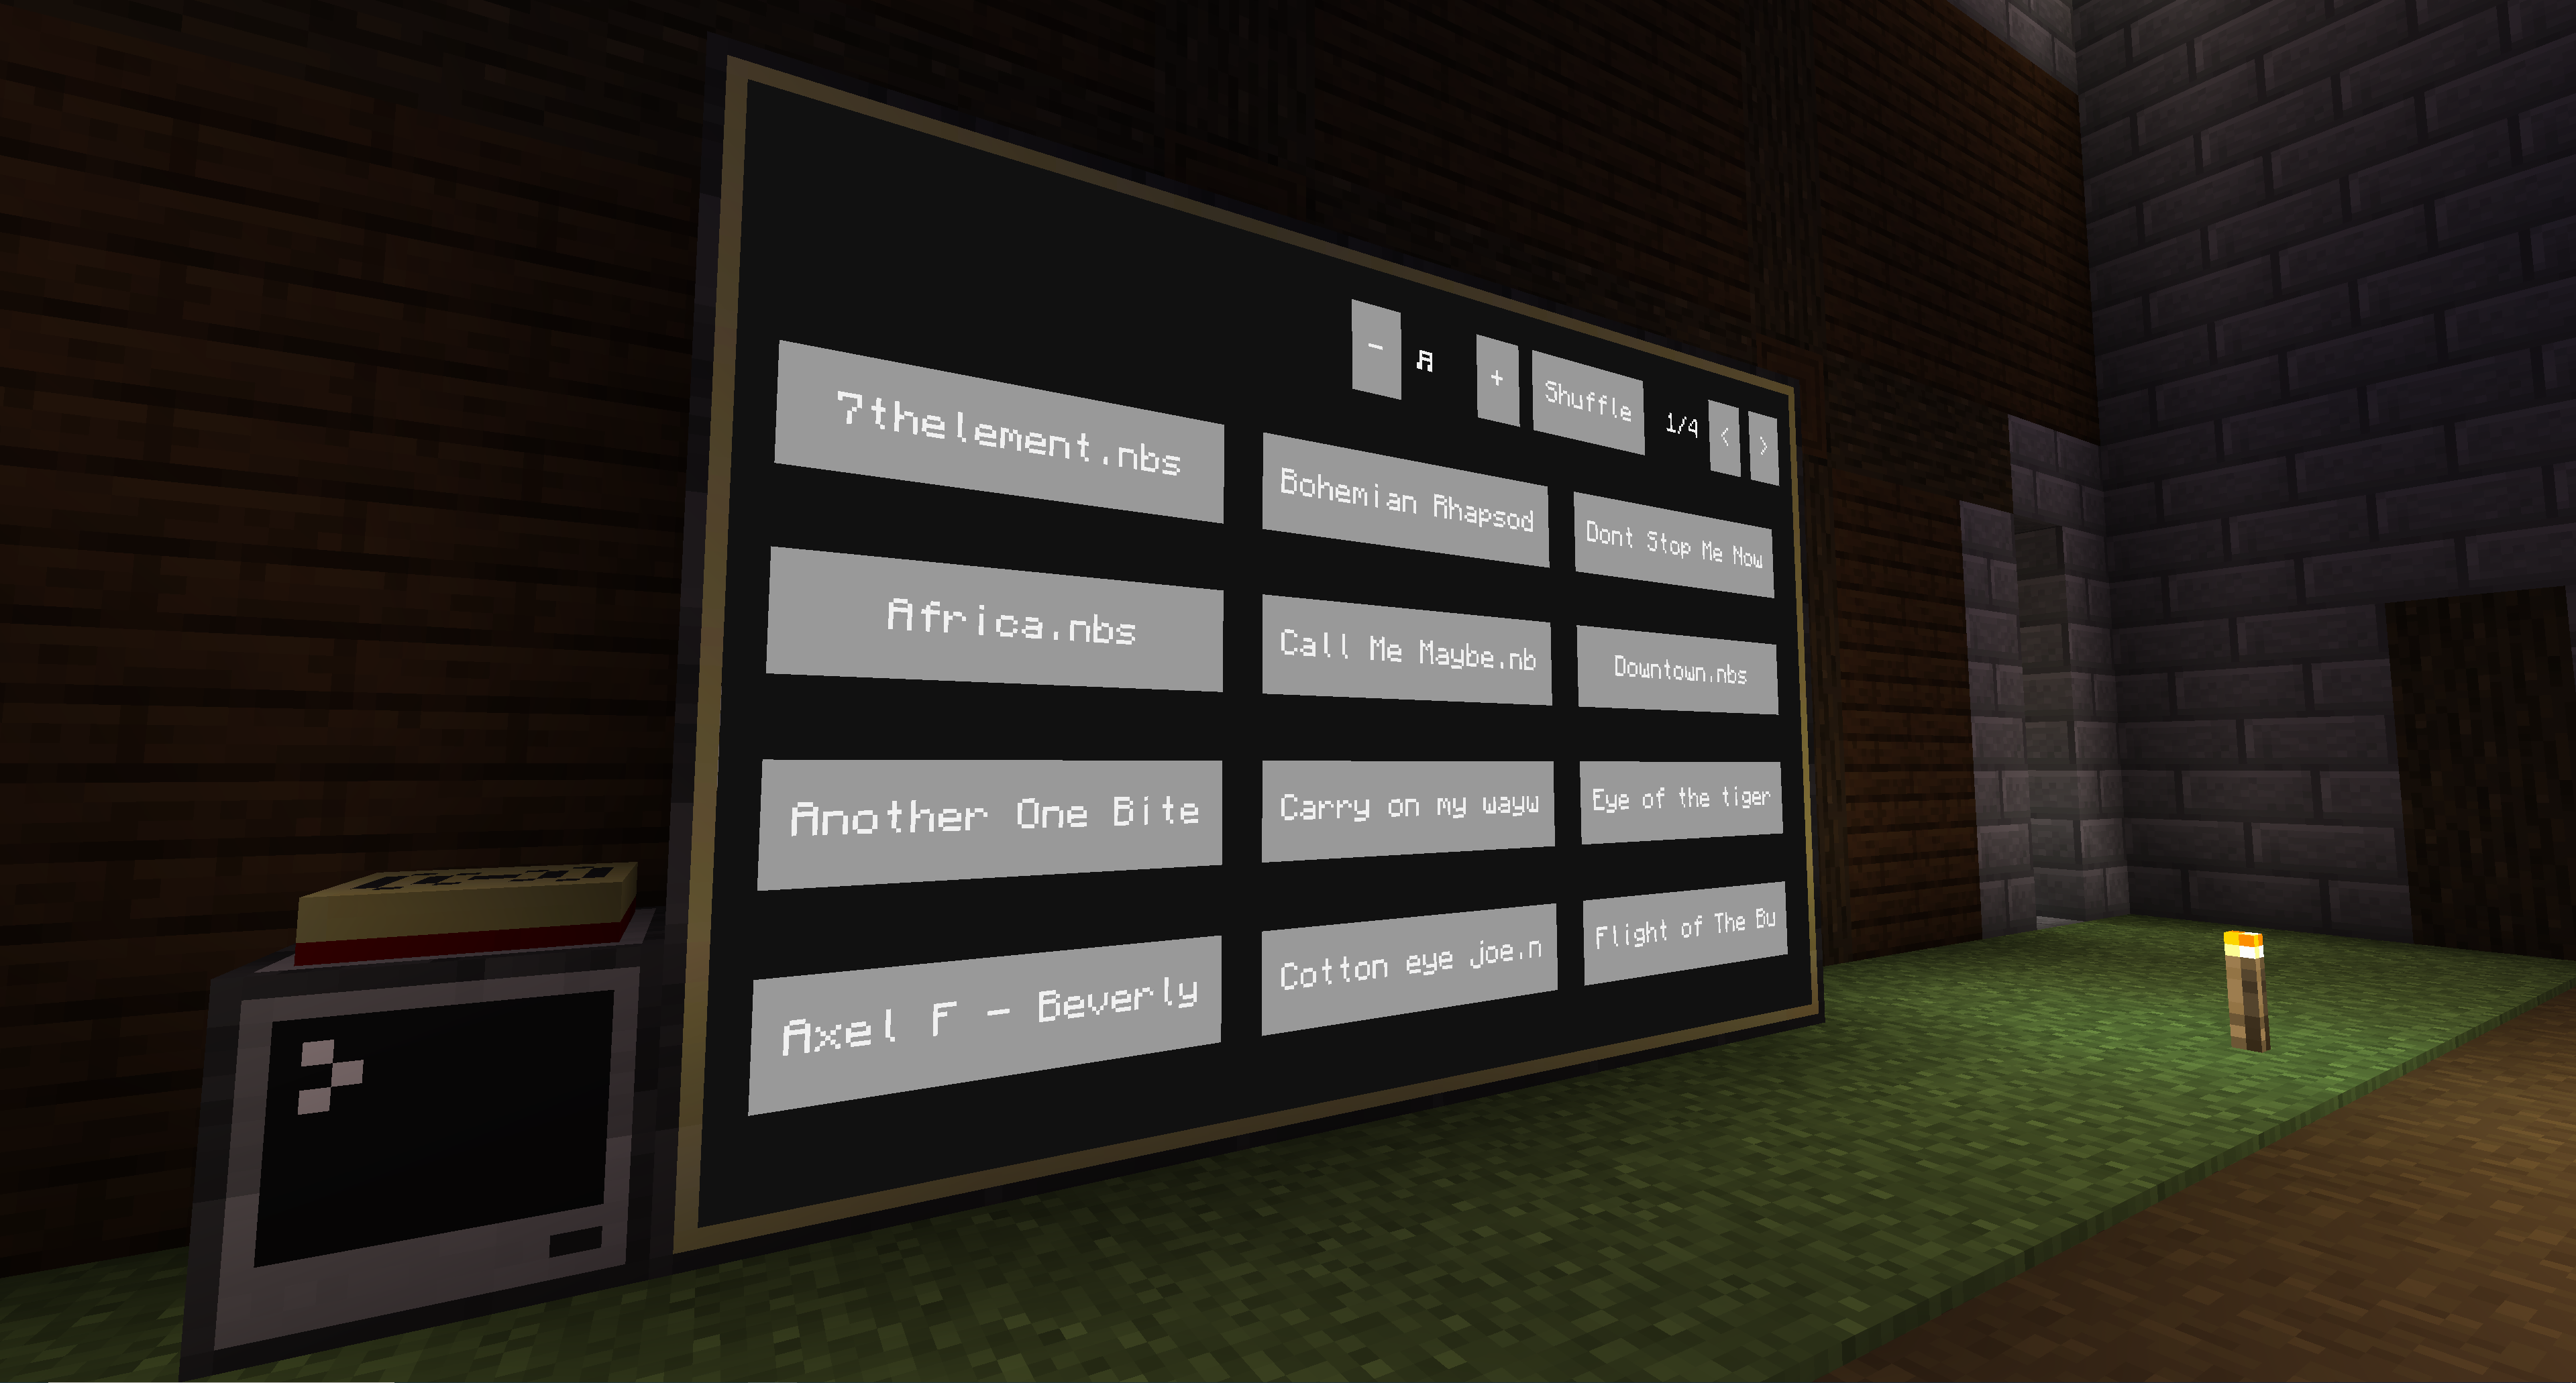 - ♬ + Shuffle 1/4 < >
7thelement.nbs
Bohemian Rhapsod
Dont Stop Me Now
Africa.nbs
Call Me Maybe.nb
Downtown.nbs
Another One Bite
Carry on my wayw
Eye of the tiger
Axel F - Beverly
Cotton eye joe.n
Flight of The Bu